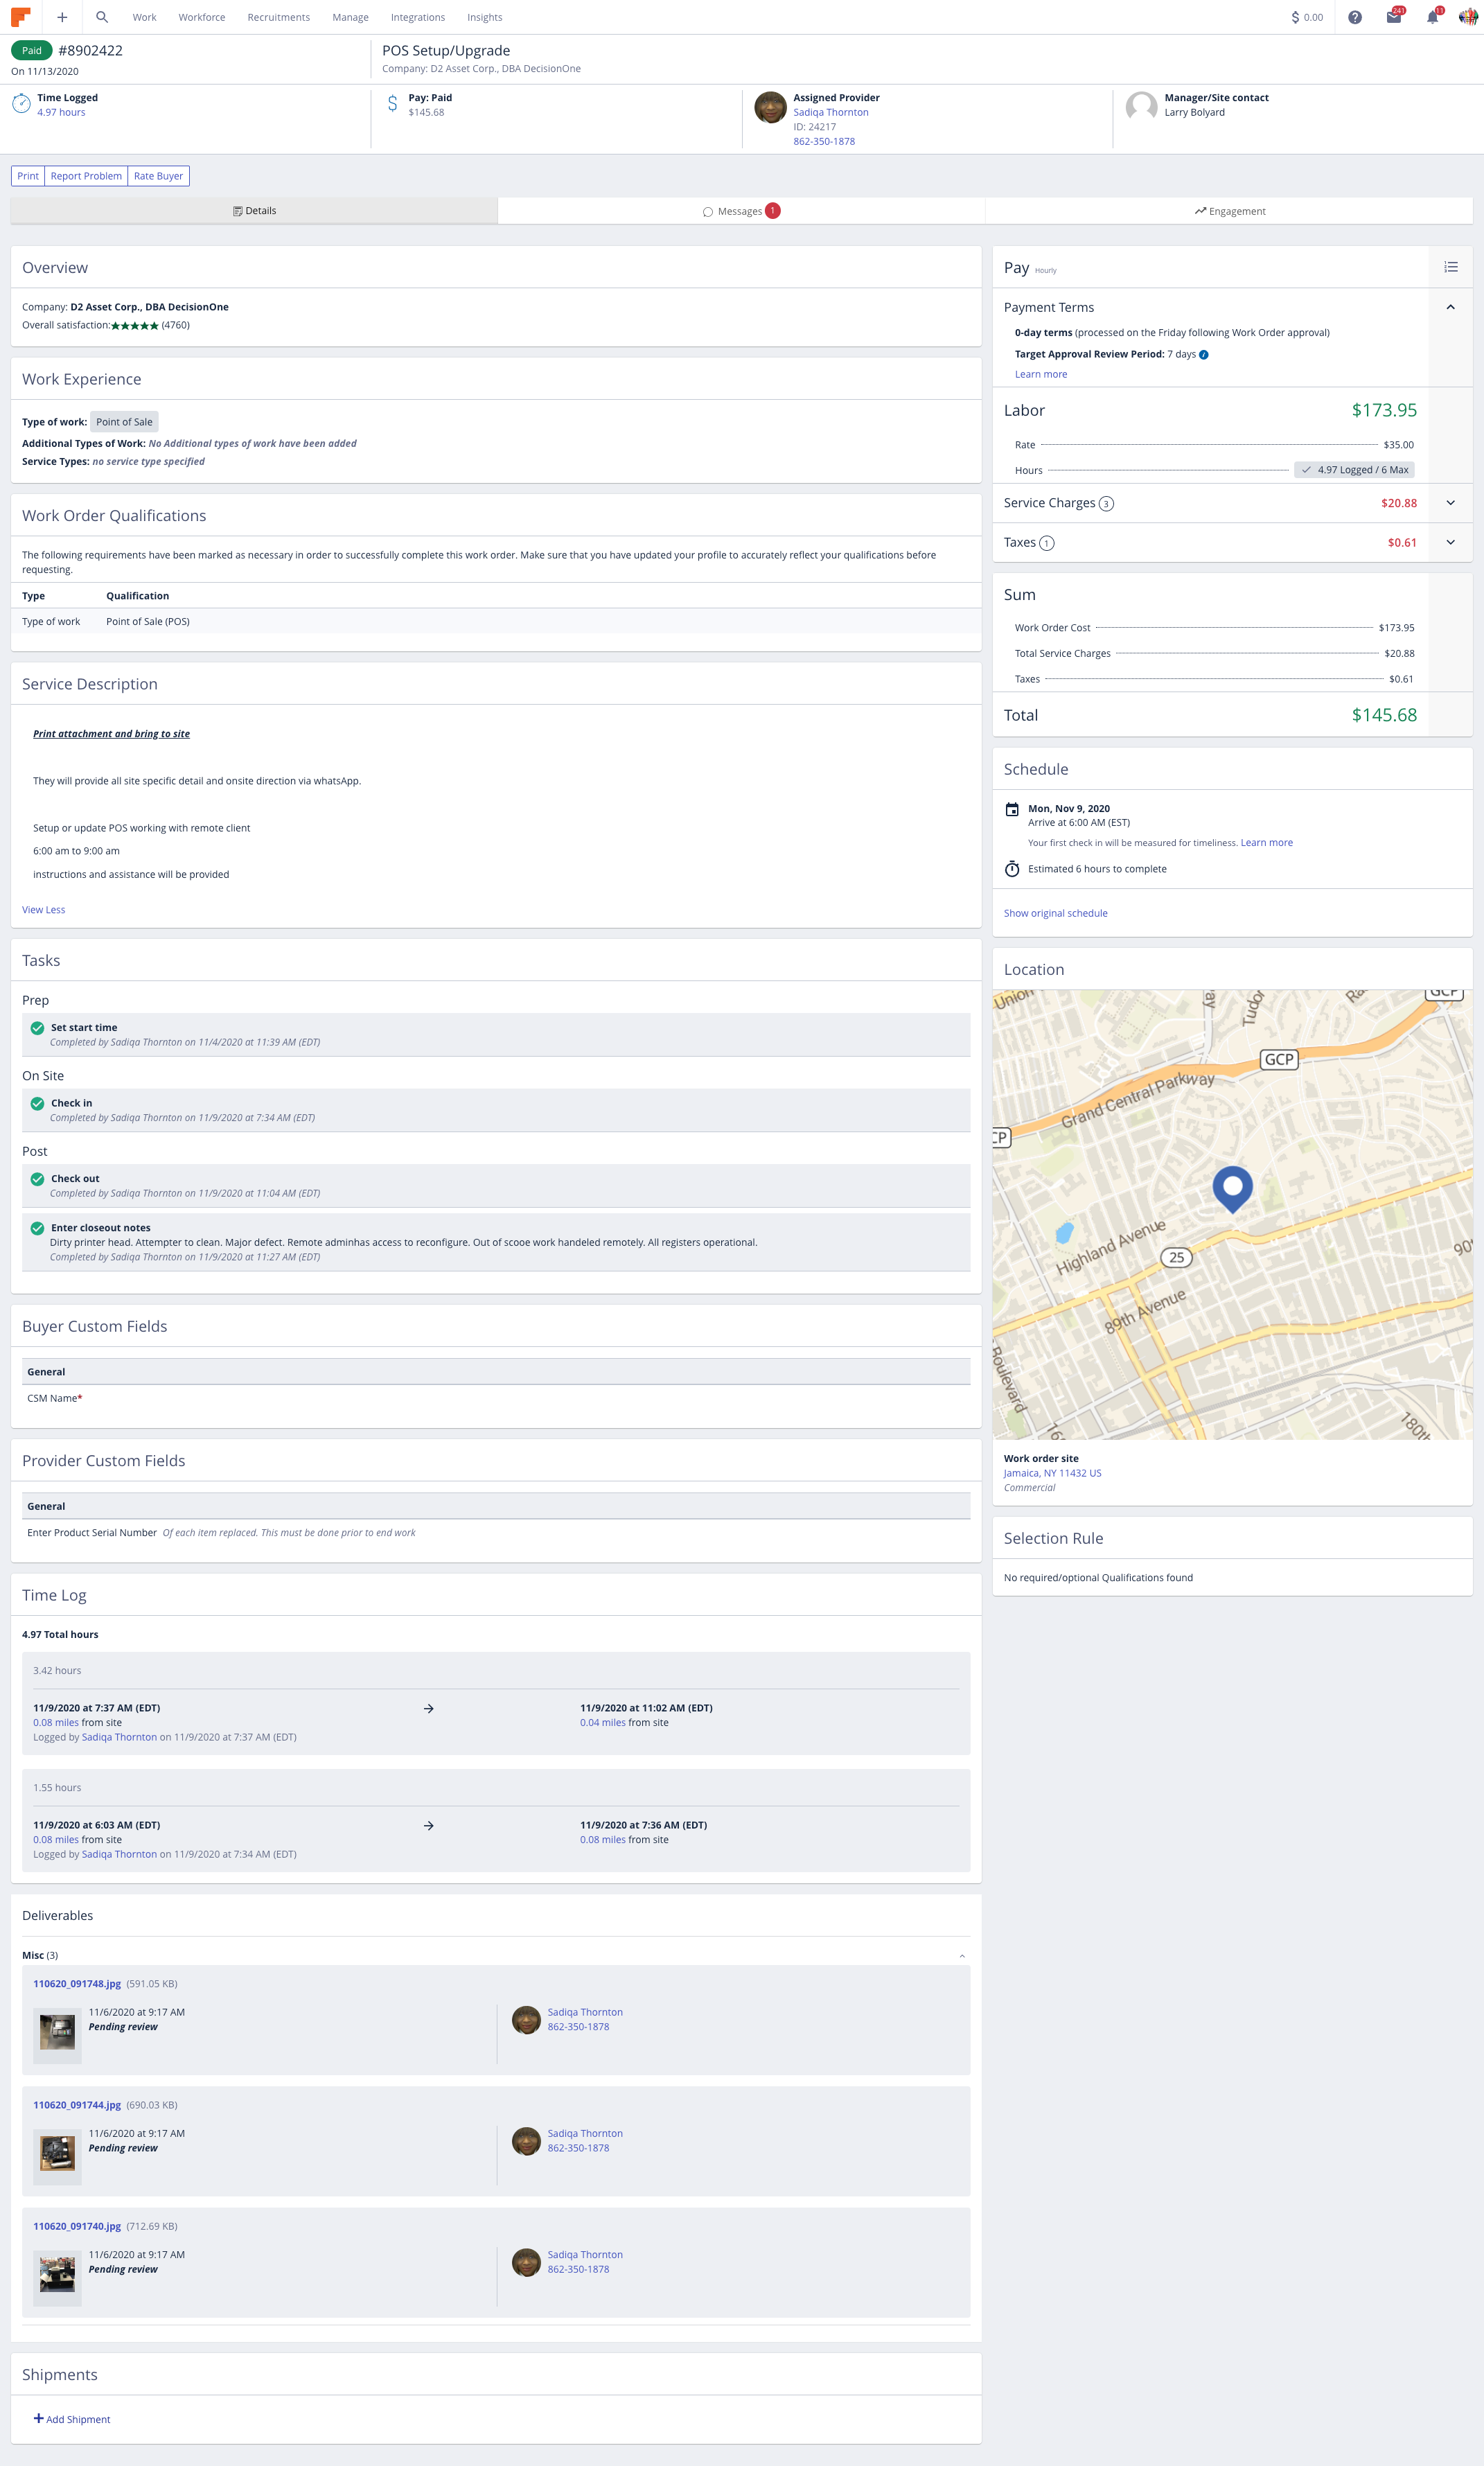 Work Workforce Recruitments Manage Integrations Insights
$ 0.00
241
11
Paid #8902422
On 11/13/2020
POS Setup/Upgrade
Company: D2 Asset Corp., DBA DecisionOne
Time Logged
4.97 hours
Pay: Paid
$145.68
Assigned Provider
Sadiqa Thornton
ID: 24217
862-350-1878
Manager/Site contact
Larry Bolyard
Print Report Problem Rate Buyer
Details
Messages 1
Engagement
Overview
Company: D2 Asset Corp., DBA DecisionOne
Overall satisfaction:★★★★★ (4760)
Work Experience
Type of work: Point of Sale
Additional Types of Work: No Additional types of work have been added
Service Types: no service type specified
Work Order Qualifications
The following requirements have been marked as necessary in order to successfully complete this work order. Make sure that you have updated your profile to accurately reflect your qualifications before
requesting.
Type Qualification
Type of work Point of Sale (POS)
Service Description
Print attachment and bring to site
They will provide all site specific detail and onsite direction via whatsApp.
Setup or update POS working with remote client
6:00 am to 9:00 am
instructions and assistance will be provided
View Less
Tasks
Prep
Set start time
Completed by Sadiqa Thornton on 11/4/2020 at 11:39 AM (EDT)
On Site
Check in
Completed by Sadiqa Thornton on 11/9/2020 at 7:34 AM (EDT)
Post
Check out
Completed by Sadiqa Thornton on 11/9/2020 at 11:04 AM (EDT)
Enter closeout notes
Dirty printer head. Attempter to clean. Major defect. Remote adminhas access to reconfigure. Out of scooe work handeled remotely. All registers operational.
Completed by Sadiqa Thornton on 11/9/2020 at 11:27 AM (EDT)
Buyer Custom Fields
General
CSM Name*
Provider Custom Fields
General
Enter Product Serial Number Of each item replaced. This must be done prior to end work
Time Log
4.97 Total hours
3.42 hours
11/9/2020 at 7:37 AM (EDT)
0.08 miles from site
Logged by Sadiqa Thornton on 11/9/2020 at 7:37 AM (EDT)
11/9/2020 at 11:02 AM (EDT)
0.04 miles from site
1.55 hours
11/9/2020 at 6:03 AM (EDT)
0.08 miles from site
Logged by Sadiqa Thornton on 11/9/2020 at 7:34 AM (EDT)
11/9/2020 at 7:36 AM (EDT)
0.08 miles from site
Deliverables
Misc (3)
110620_091748.jpg (591.05 KB)
11/6/2020 at 9:17 AM
Pending review
Sadiqa Thornton
862-350-1878
110620_091744.jpg (690.03 KB)
11/6/2020 at 9:17 AM
Pending review
Sadiqa Thornton
862-350-1878
110620_091740.jpg (712.69 KB)
11/6/2020 at 9:17 AM
Pending review
Sadiqa Thornton
862-350-1878
Shipments
+ Add Shipment
Pay Hourly
Payment Terms
0-day terms (processed on the Friday following Work Order approval)
Target Approval Review Period: 7 days
Learn more
Labor $173.95
Rate $35.00
Hours 4.97 Logged / 6 Max
Service Charges 3 $20.88
Taxes 1 $0.61
Sum
Work Order Cost $173.95
Total Service Charges $20.88
Taxes $0.61
Total $145.68
Schedule
Mon, Nov 9, 2020
Arrive at 6:00 AM (EST)
Your first check in will be measured for timeliness. Learn more
Estimated 6 hours to complete
Show original schedule
Location
Union
Tudor
GCP
GCP
Grand Central Parkway
CP
Highland Avenue
25
89th Avenue
Boulevard
180th
Work order site
Jamaica, NY 11432 US
Commercial
Selection Rule
No required/optional Qualifications found